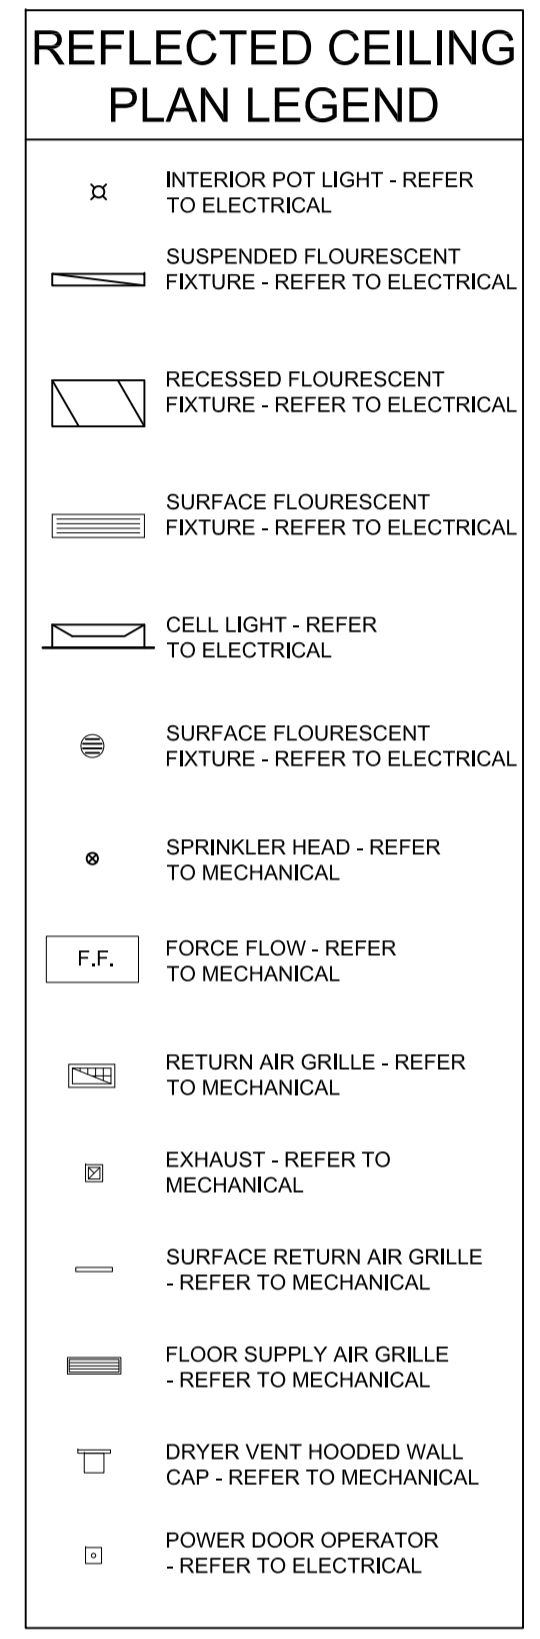 REFLECTED CEILING
PLAN LEGEND
INTERIOR POT LIGHT - REFER
TO ELECTRICAL
SUSPENDED FLOURESCENT
FIXTURE - REFER TO ELECTRICAL
RECESSED FLOURESCENT
FIXTURE - REFER TO ELECTRICAL
SURFACE FLOURESCENT
FIXTURE - REFER TO ELECTRICAL
CELL LIGHT - REFER
TO ELECTRICAL
SURFACE FLOURESCENT
FIXTURE - REFER TO ELECTRICAL
SPRINKLER HEAD - REFER
TO MECHANICAL
F.F.
FORCE FLOW - REFER
TO MECHANICAL
RETURN AIR GRILLE - REFER
TO MECHANICAL
EXHAUST - REFER TO
MECHANICAL
SURFACE RETURN AIR GRILLE
- REFER TO MECHANICAL
FLOOR SUPPLY AIR GRILLE
- REFER TO MECHANICAL
DRYER VENT HOODED WALL
CAP - REFER TO MECHANICAL
POWER DOOR OPERATOR
- REFER TO ELECTRICAL